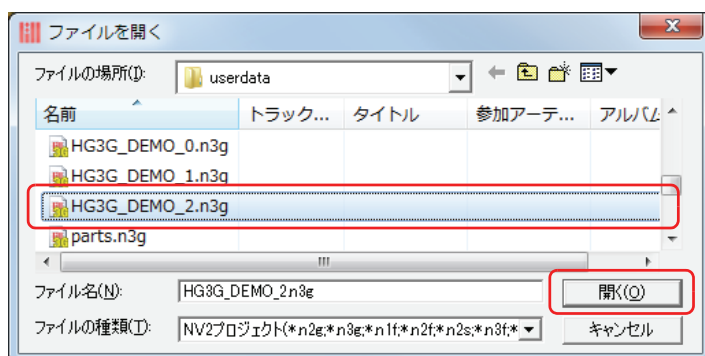 ファイルを開く
ファイルの場所(I):
userdata
名前 トラック... タイトル 参加アーテ... アルバム
HG3G_DEMO_0.n3g
HG3G_DEMO_1.n3g
HG3G_DEMO_2.n3g
parts.n3g
ファイル名(N): HG3G_DEMO_2.n3g 開く(O)
ファイルの種類(T): NV2プロジェクト(*.n2g;*.n3g;*.n1f;*.n2f;*.n2s;*.n3f;* キャンセル